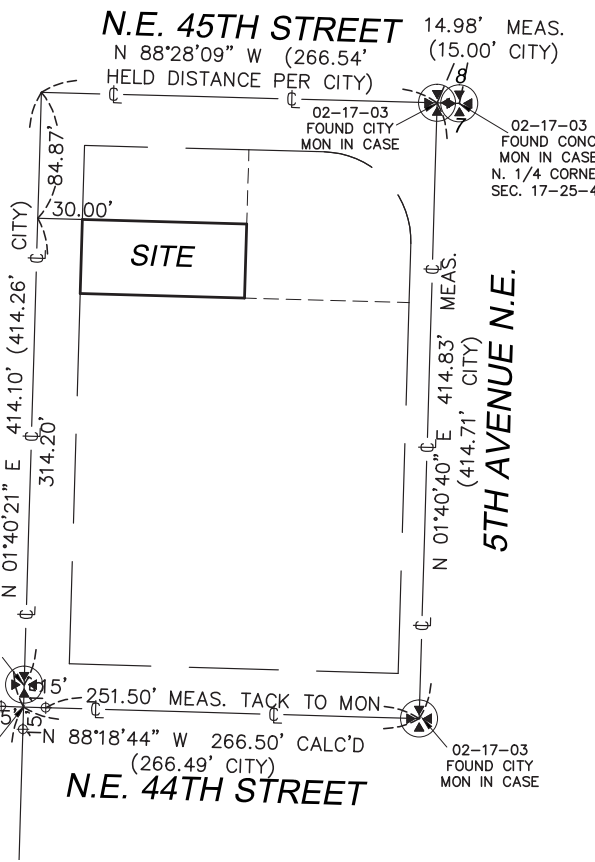 N.E. 45TH STREET
14.98' MEAS.
(15.00' CITY)
N 88°28'09" W (266.54'
HELD DISTANCE PER CITY)
℄
℄
8
7
02-17-03
FOUND CITY
MON IN CASE
02-17-03
FOUND CONC
MON IN CASE
N. 1/4 CORNE
SEC. 17-25-4
84.87'
30.00'
SITE
N 01°40'21" E 414.10' (414.26' CITY)
314.20'
℄
℄
℄
N 01°40'40" E 414.83' MEAS.
(414.71' CITY)
℄
℄
℄
5TH AVENUE N.E.
15'
5'
15'
251.50' MEAS. TACK TO MON
℄
℄
N 88°18'44" W 266.50' CALC'D
(266.49' CITY)
N.E. 44TH STREET
02-17-03
FOUND CITY
MON IN CASE